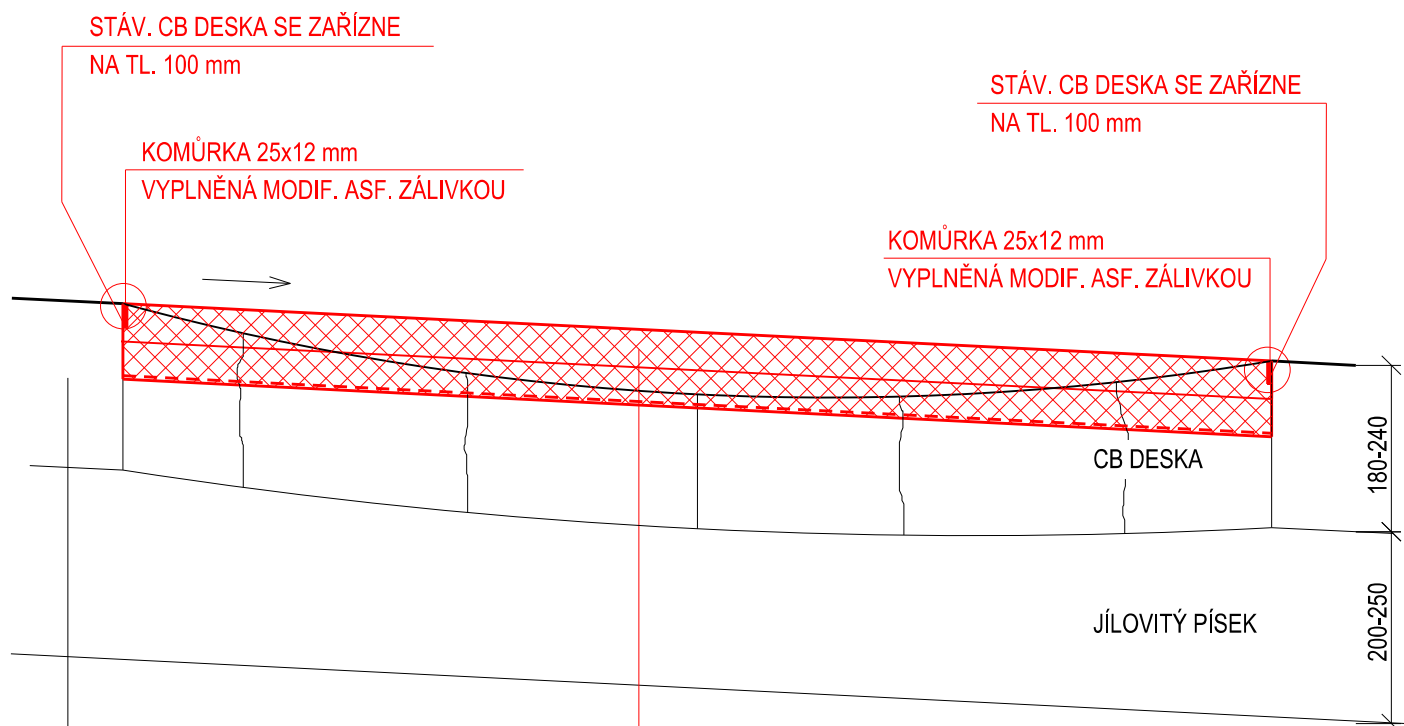 STÁV. CB DESKA SE ZAŘÍZNE
NA TL. 100 mm
STÁV. CB DESKA SE ZAŘÍZNE
NA TL. 100 mm
KOMŮRKA 25x12 mm
VYPLNĚNÁ MODIF. ASF. ZÁLIVKOU
KOMŮRKA 25x12 mm
VYPLNĚNÁ MODIF. ASF. ZÁLIVKOU
CB DESKA
180-240
JÍLOVITÝ PÍSEK
200-250